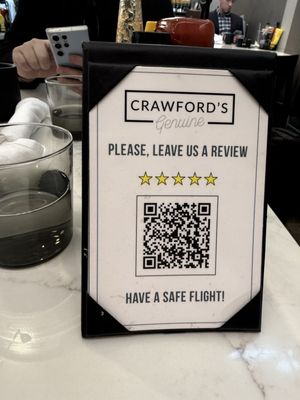 CRAWFORD'S
Genuine
PLEASE, LEAVE US A REVIEW
HAVE A SAFE FLIGHT!